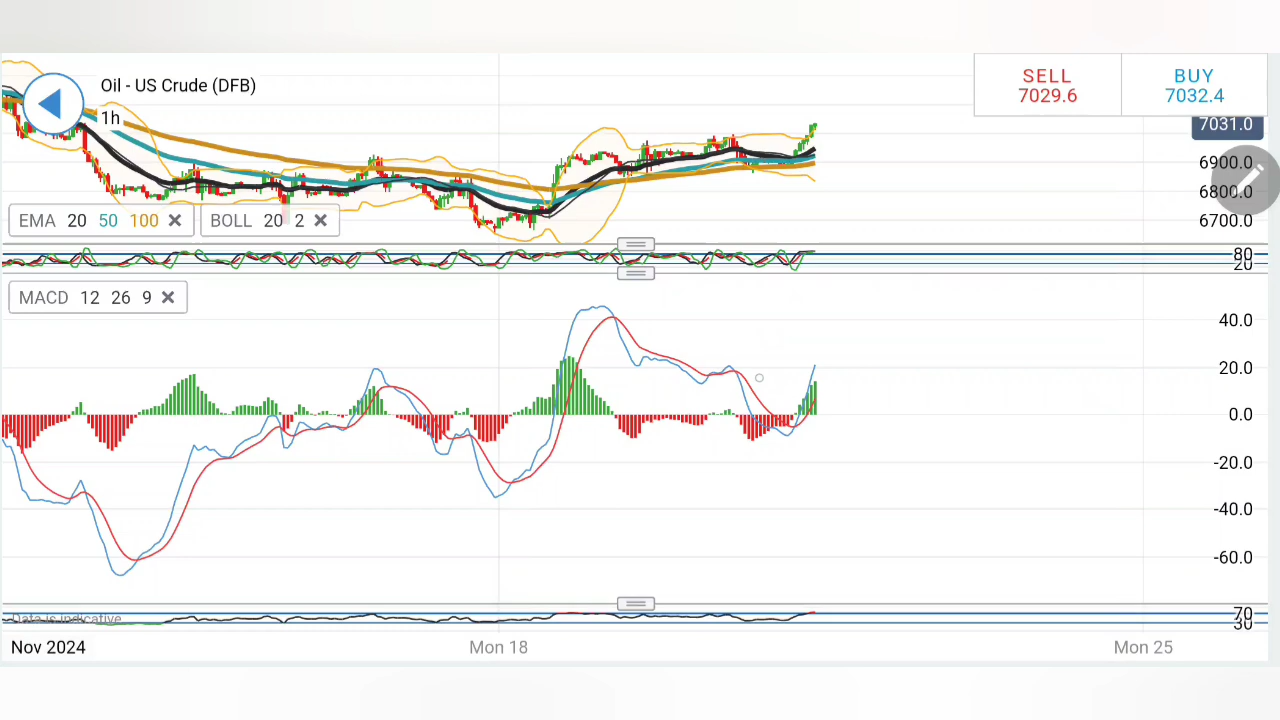 Oil - US Crude (DFB)
1h
SELL
7029.6
BUY
7032.4
7031.0
6900.0
6800.0
6700.0
EMA 20 50 100
BOLL 20 2
80
20
MACD 12 26 9
40.0
20.0
0.0
-20.0
-40.0
-60.0
Data is indicative
70
30
Nov 2024
Mon 18
Mon 25